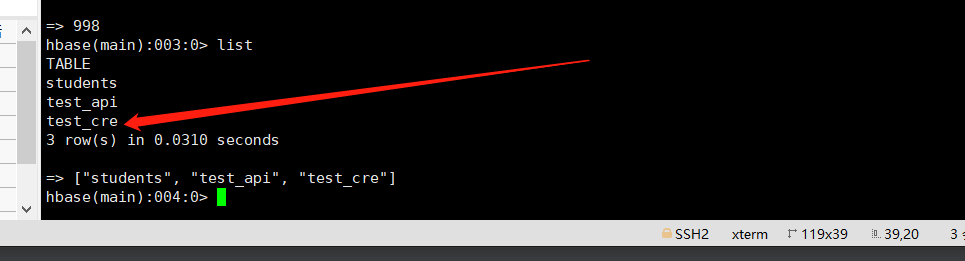 => 998
hbase(main):003:0> list
TABLE
students
test_api
test_cre
3 row(s) in 0.0310 seconds
=> ["students", "test_api", "test_cre"]
hbase(main):004:0>
SSH2 xterm 119x39 39,20 3